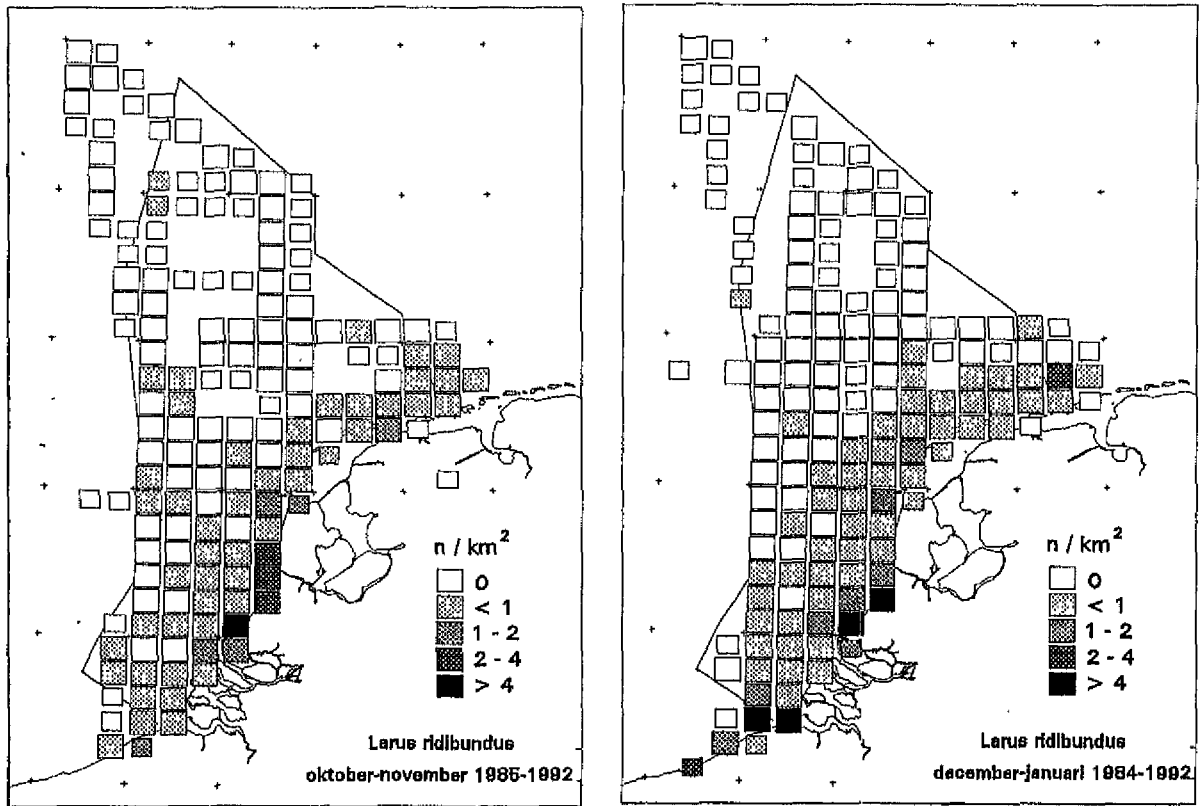 n / km²
0
< 1
1 - 2
2 - 4
> 4
Larus ridibundus
oktober-november 1985-1992
n / km²
0
< 1
1 - 2
2 - 4
> 4
Larus ridibundus
december-januari 1984-1992